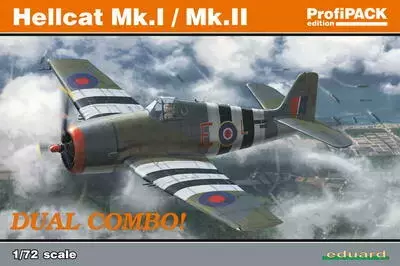 Hellcat Mk.I / Mk.II
ProfiPACK
edition
E
DUAL COMBO!
1/72 scale
eduard